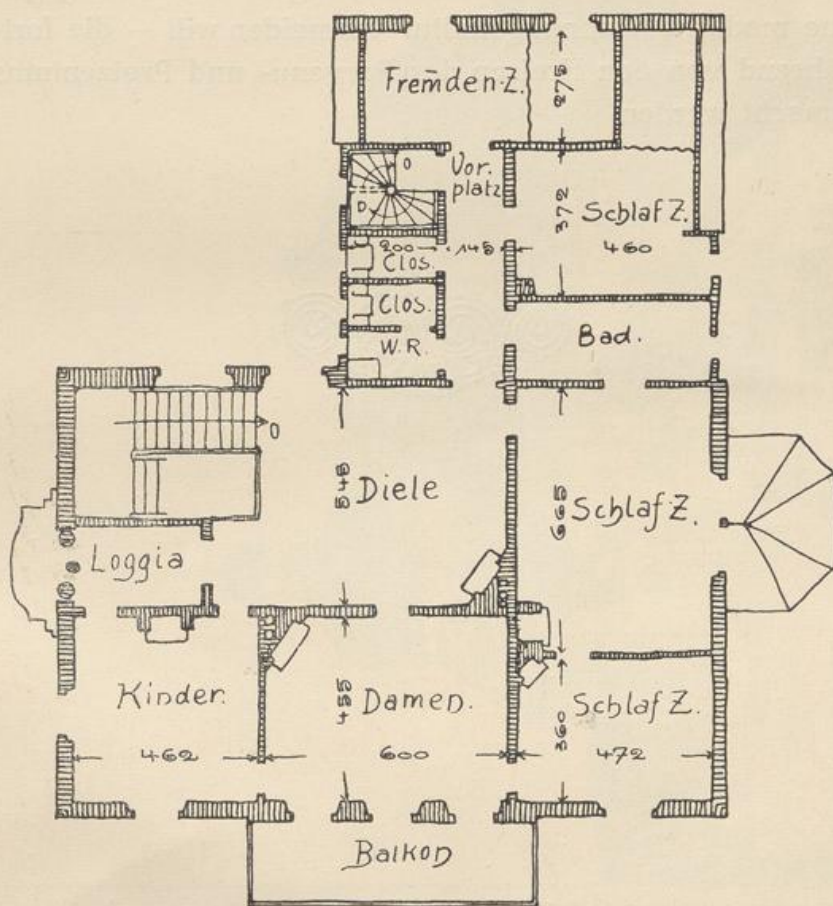 Fremden-Z.
275
Vor.
platz
O
D
372
Schlaf Z.
460
200
145
Clos.
Clos.
W.R.
Bad.
O
545
Diele
665
Schlaf Z.
Loggia
Kinder.
455
Damen.
Schlaf Z.
360
462
600
472
Balkon